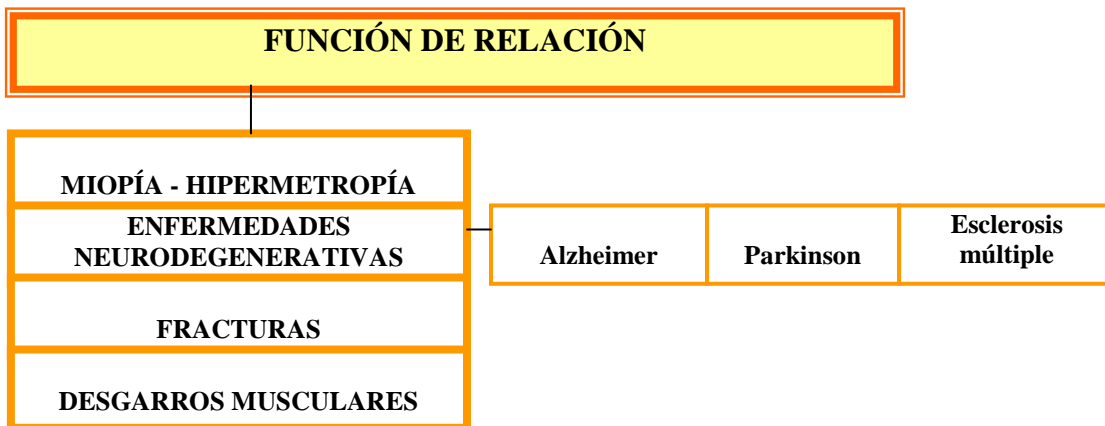 FUNCIÓN DE RELACIÓN
MIOPÍA - HIPERMETROPÍA
ENFERMEDADES
NEURODEGENERATIVAS
Alzheimer
Parkinson
Esclerosis
múltiple
FRACTURAS
DESGARROS MUSCULARES